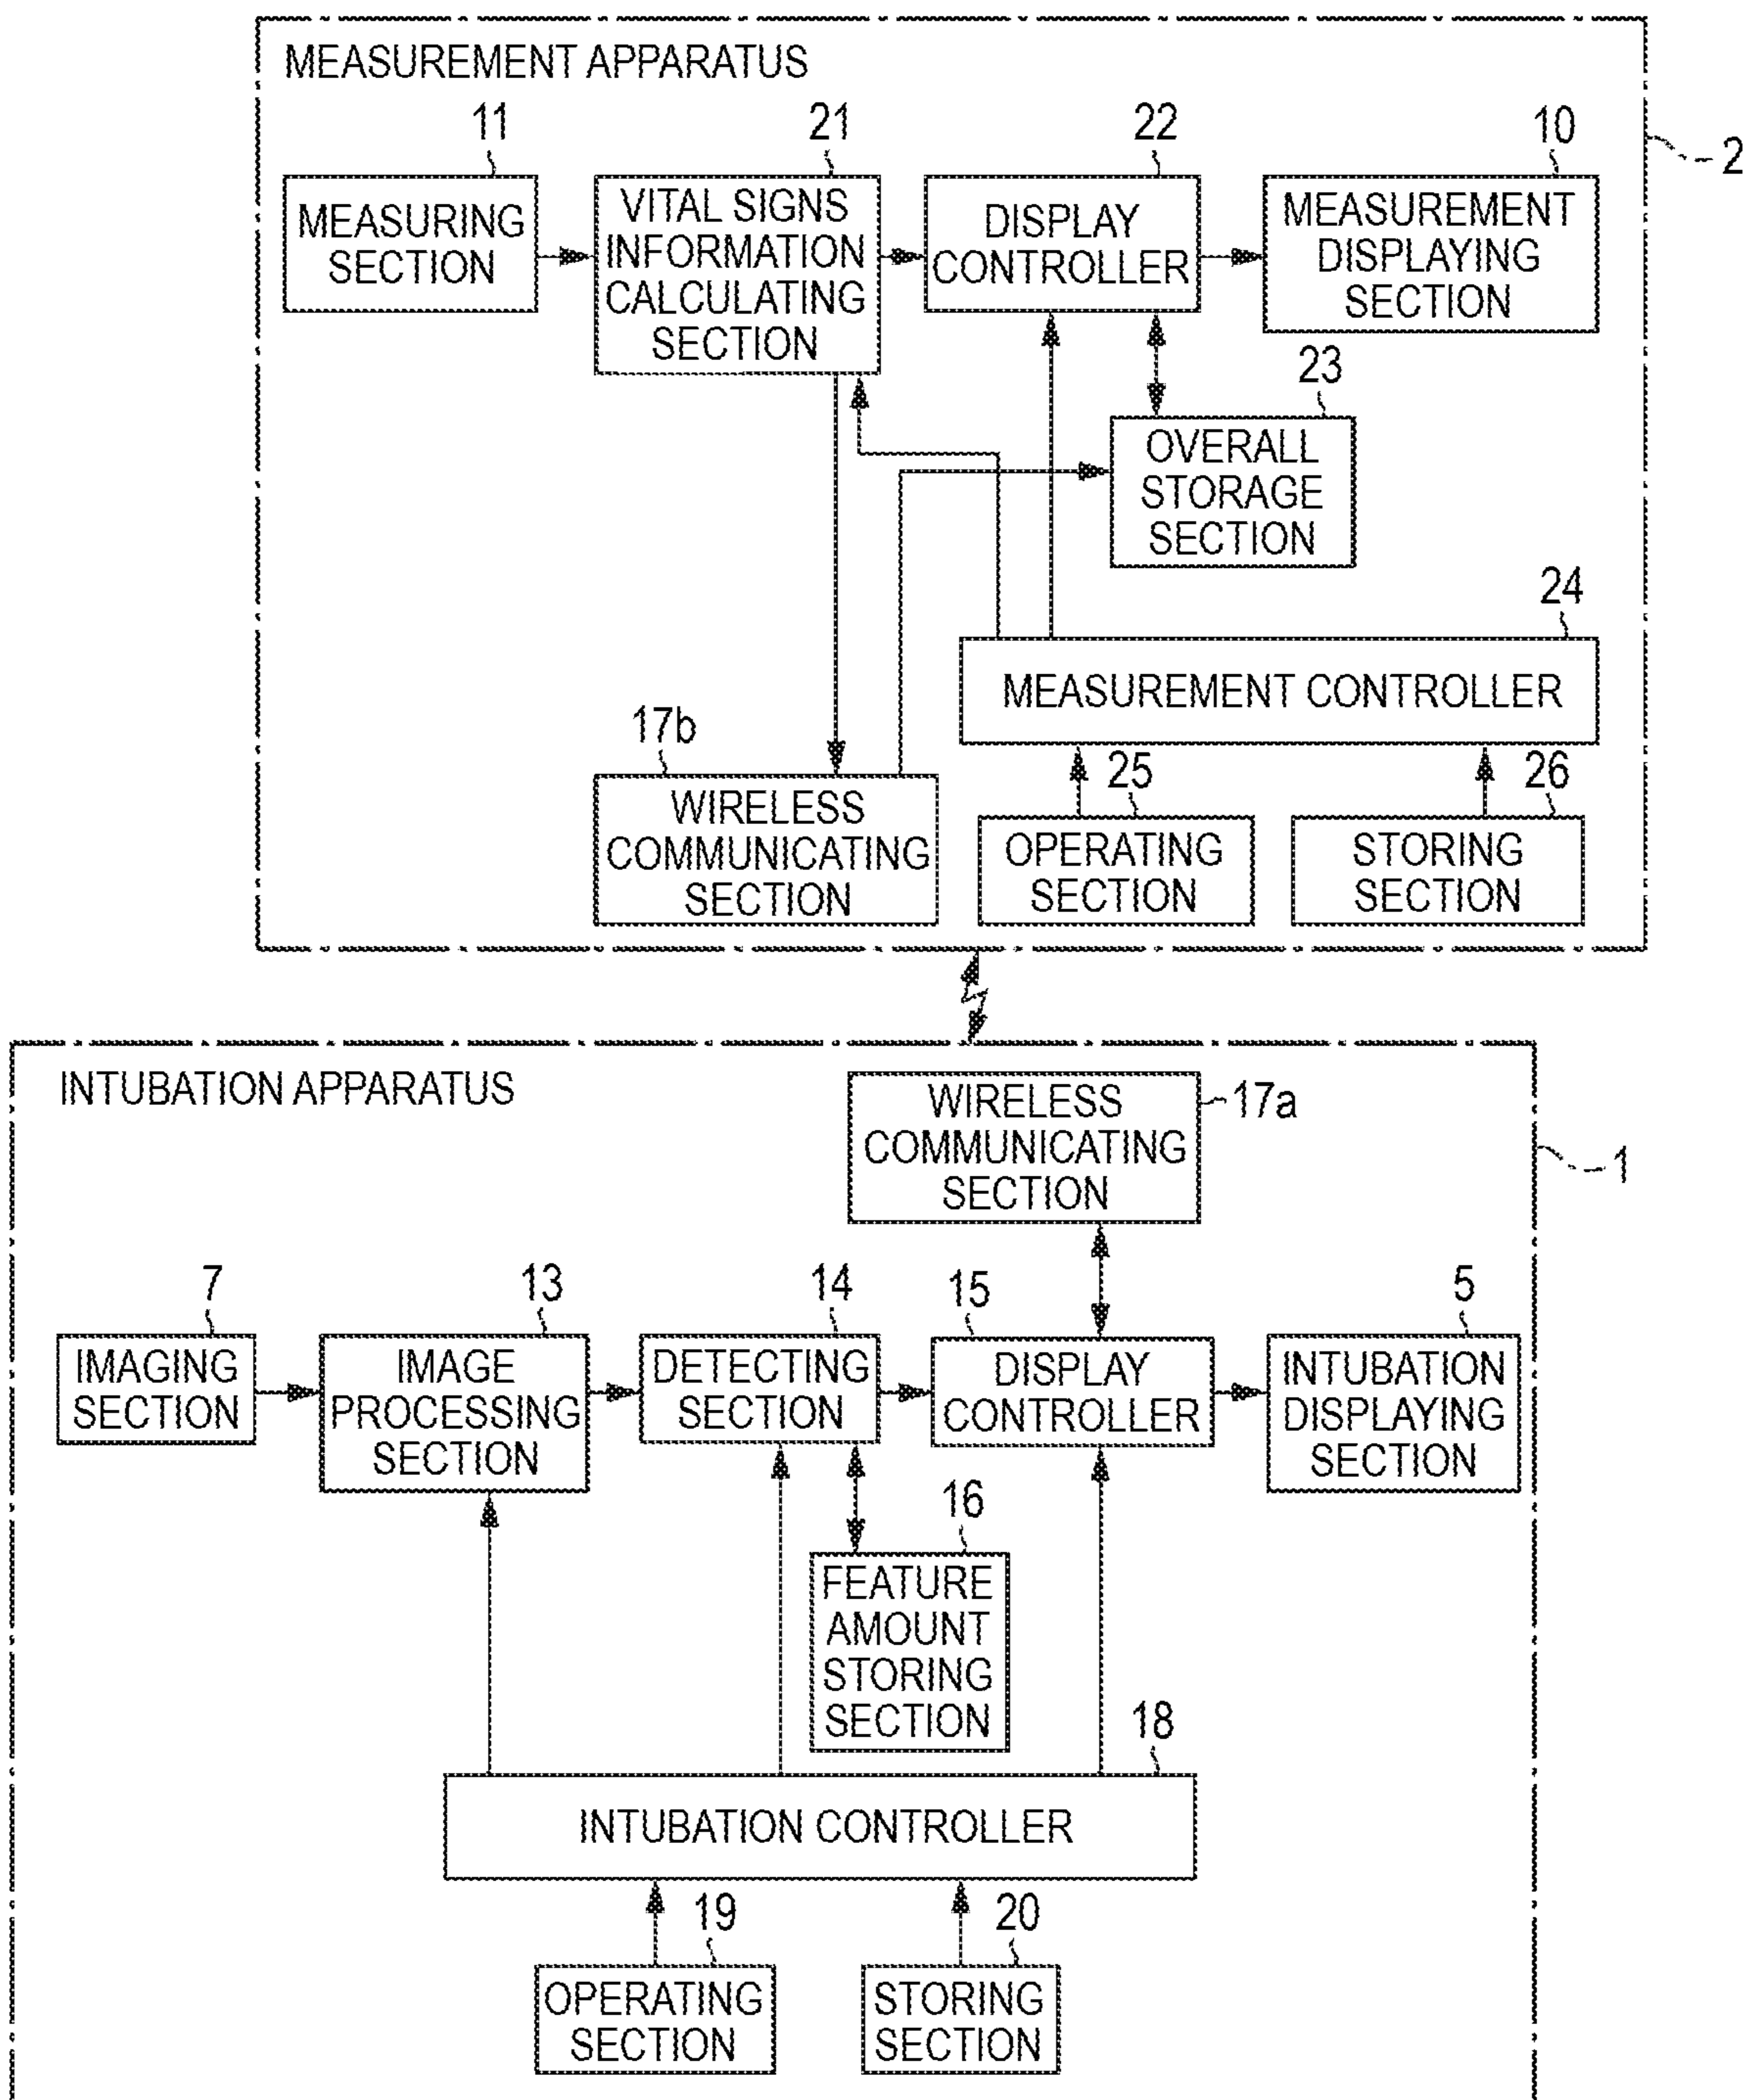 MEASUREMENT APPARATUS
2
11
MEASURING
SECTION
21
VITAL SIGNS
INFORMATION
CALCULATING
SECTION
22
DISPLAY
CONTROLLER
10
MEASUREMENT
DISPLAYING
SECTION
23
OVERALL
STORAGE
SECTION
24
MEASUREMENT CONTROLLER
17b
WIRELESS
COMMUNICATING
SECTION
25
OPERATING
SECTION
26
STORING
SECTION
INTUBATION APPARATUS
1
WIRELESS
COMMUNICATING
SECTION
17a
7
IMAGING
SECTION
13
IMAGE
PROCESSING
SECTION
14
DETECTING
SECTION
15
DISPLAY
CONTROLLER
5
INTUBATION
DISPLAYING
SECTION
16
FEATURE
AMOUNT
STORING
SECTION
18
INTUBATION CONTROLLER
19
OPERATING
SECTION
20
STORING
SECTION